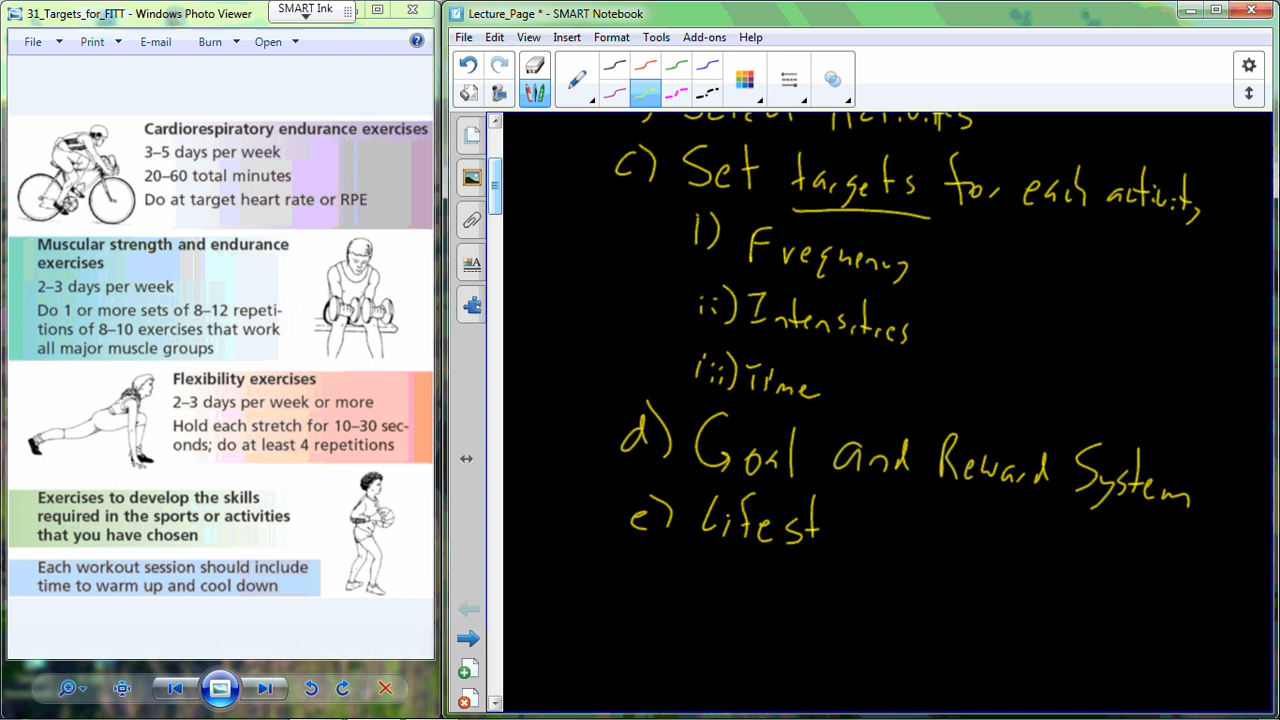 31_Targets_for_FITT - Windows Photo Viewer
SMART Ink
File Print E-mail Burn Open
Cardiorespiratory endurance exercises
3–5 days per week
20–60 total minutes
Do at target heart rate or RPE
Muscular strength and endurance
exercises
2–3 days per week
Do 1 or more sets of 8–12 repeti-
tions of 8–10 exercises that work
all major muscle groups
Flexibility exercises
2–3 days per week or more
Hold each stretch for 10–30 sec-
onds; do at least 4 repetitions
Exercises to develop the skills
required in the sports or activities
that you have chosen
Each workout session should include
time to warm up and cool down
Lecture_Page * - SMART Notebook
File Edit View Insert Format Tools Add-ons Help
) Select Activities
c) Set targets for each activity
i) Frequency
ii) Intensities
iii) Time
d) Goal and Reward System
e) Lifest